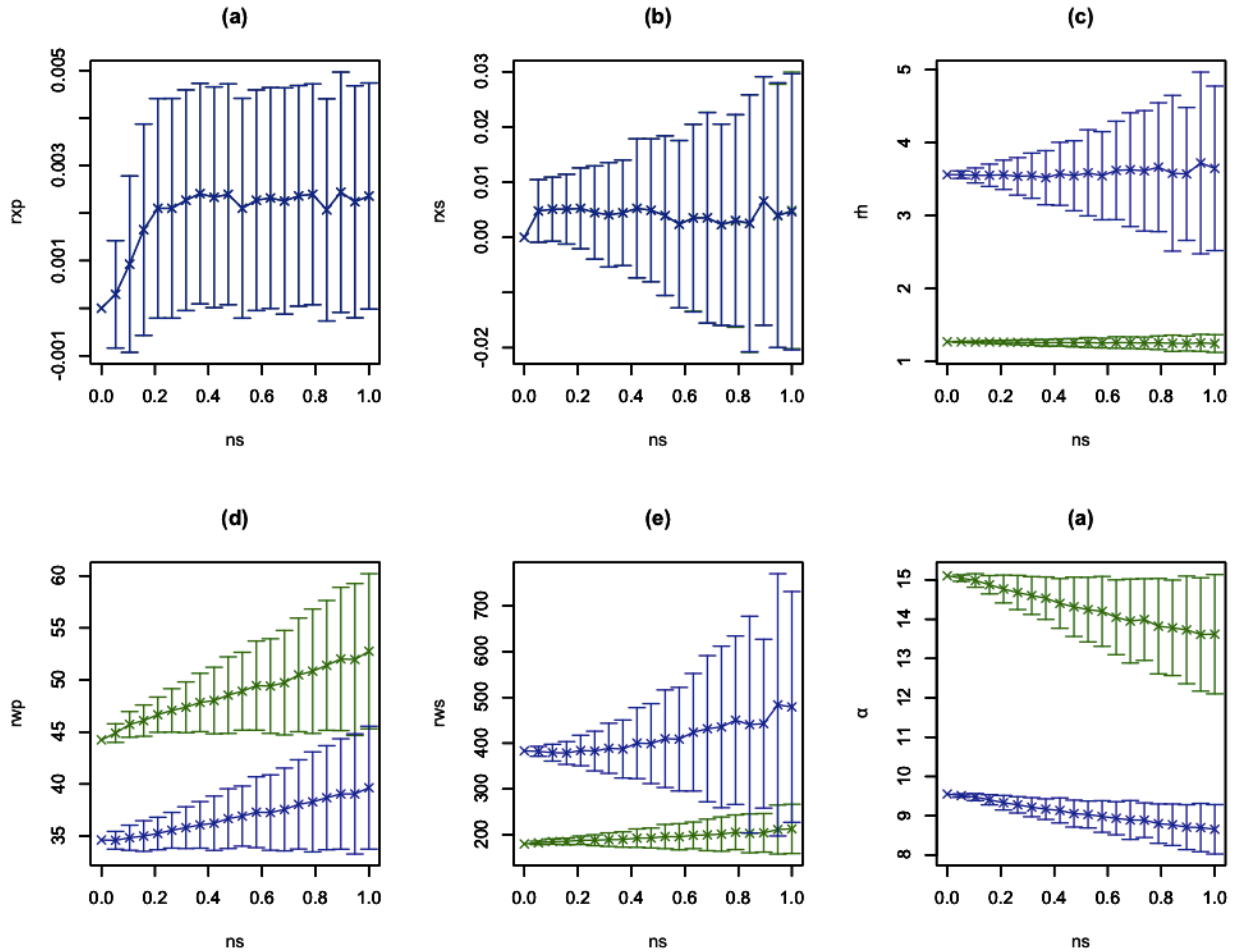 (a)
rxp
0.005
0.003
0.001
-0.001
0.0 0.2 0.4 0.6 0.8 1.0
ns
(b)
rxs
0.03
0.02
0.01
0.00
-0.02
0.0 0.2 0.4 0.6 0.8 1.0
ns
(c)
rh
5
4
3
2
1
0.0 0.2 0.4 0.6 0.8 1.0
ns
(d)
rwp
60
55
50
45
40
35
0.0 0.2 0.4 0.6 0.8 1.0
ns
(e)
rws
700
600
500
400
300
200
0.0 0.2 0.4 0.6 0.8 1.0
ns
(a)
α
15
14
13
12
11
10
9
8
0.0 0.2 0.4 0.6 0.8 1.0
ns